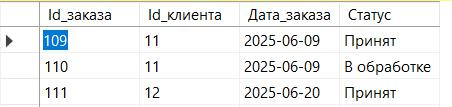 Id_заказа Id_клиента Дата_заказа Статус
109 11 2025-06-09 Принят
110 11 2025-06-09 В обработке
111 12 2025-06-20 Принят